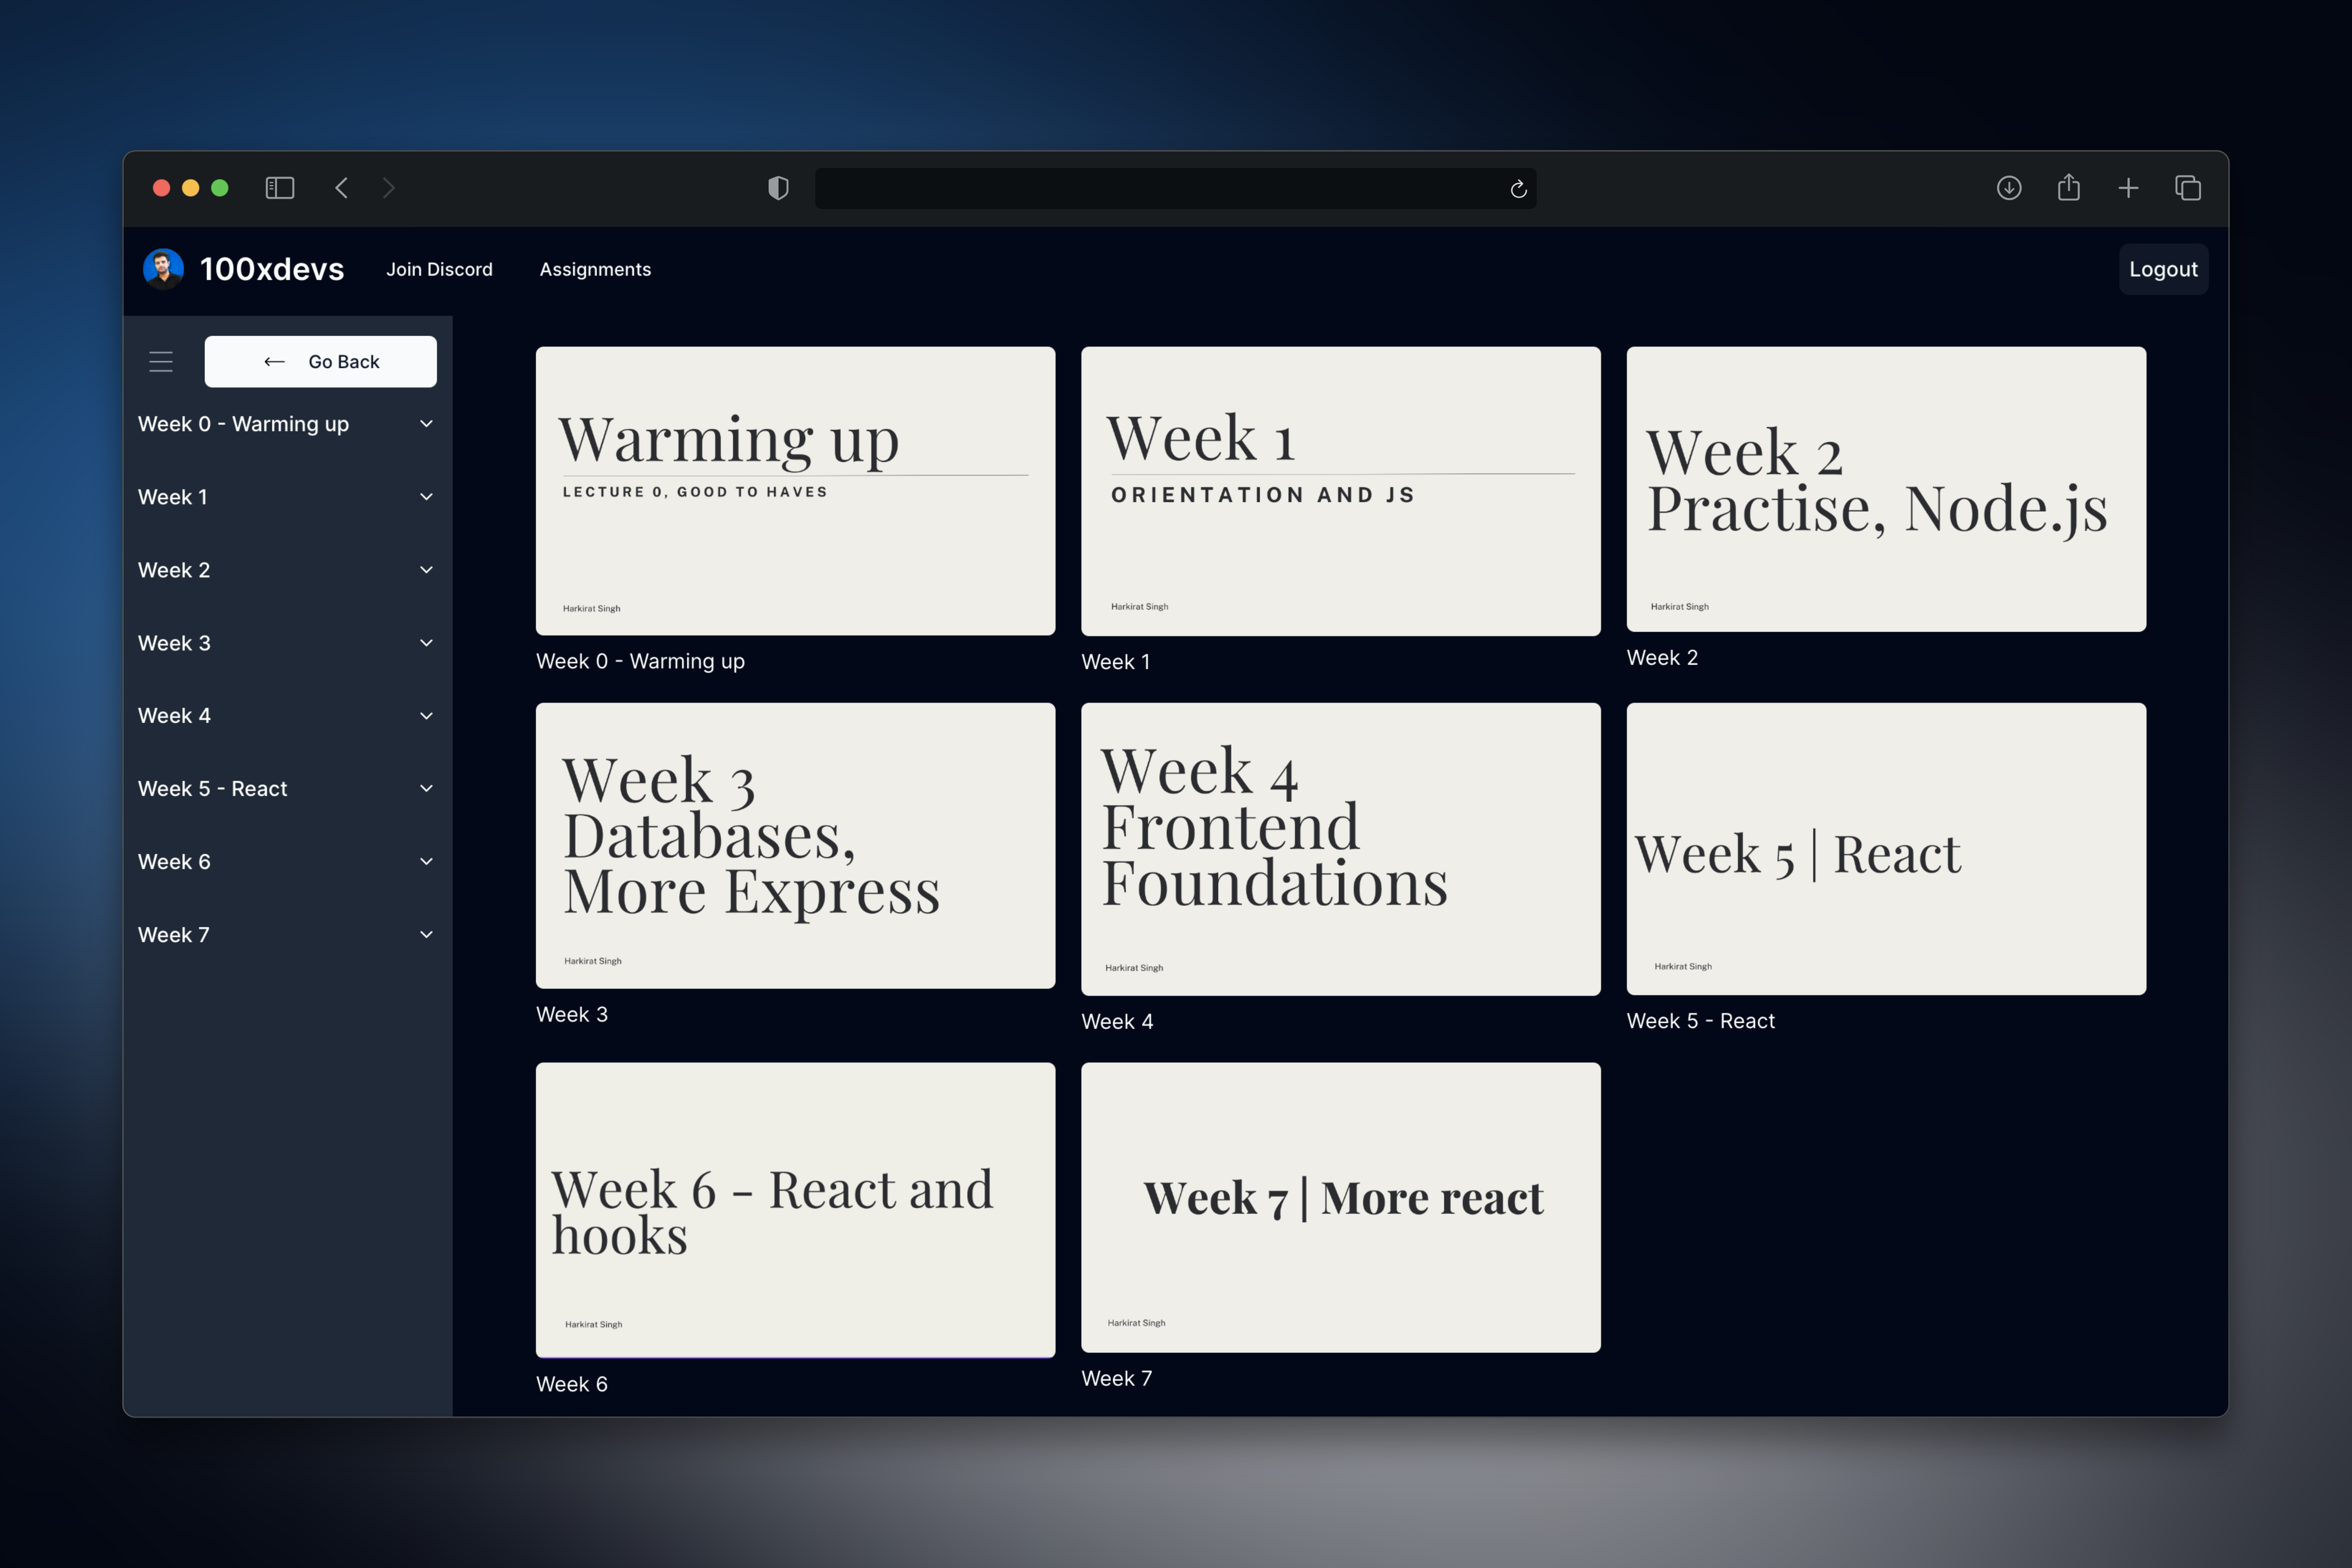 100xdevs
Join Discord
Assignments
Logout
Go Back
Week 0 - Warming up
Week 1
Week 2
Week 3
Week 4
Week 5 - React
Week 6
Week 7
Warming up
LECTURE 0, GOOD TO HAVES
Harkirat Singh
Week 0 - Warming up
Week 1
ORIENTATION AND JS
Harkirat Singh
Week 1
Week 2
Practise, Node.js
Harkirat Singh
Week 2
Week 3
Databases,
More Express
Harkirat Singh
Week 3
Week 4
Frontend
Foundations
Harkirat Singh
Week 4
Week 5 | React
Harkirat Singh
Week 5 - React
Week 6 - React and
hooks
Harkirat Singh
Week 6
Week 7 | More react
Harkirat Singh
Week 7